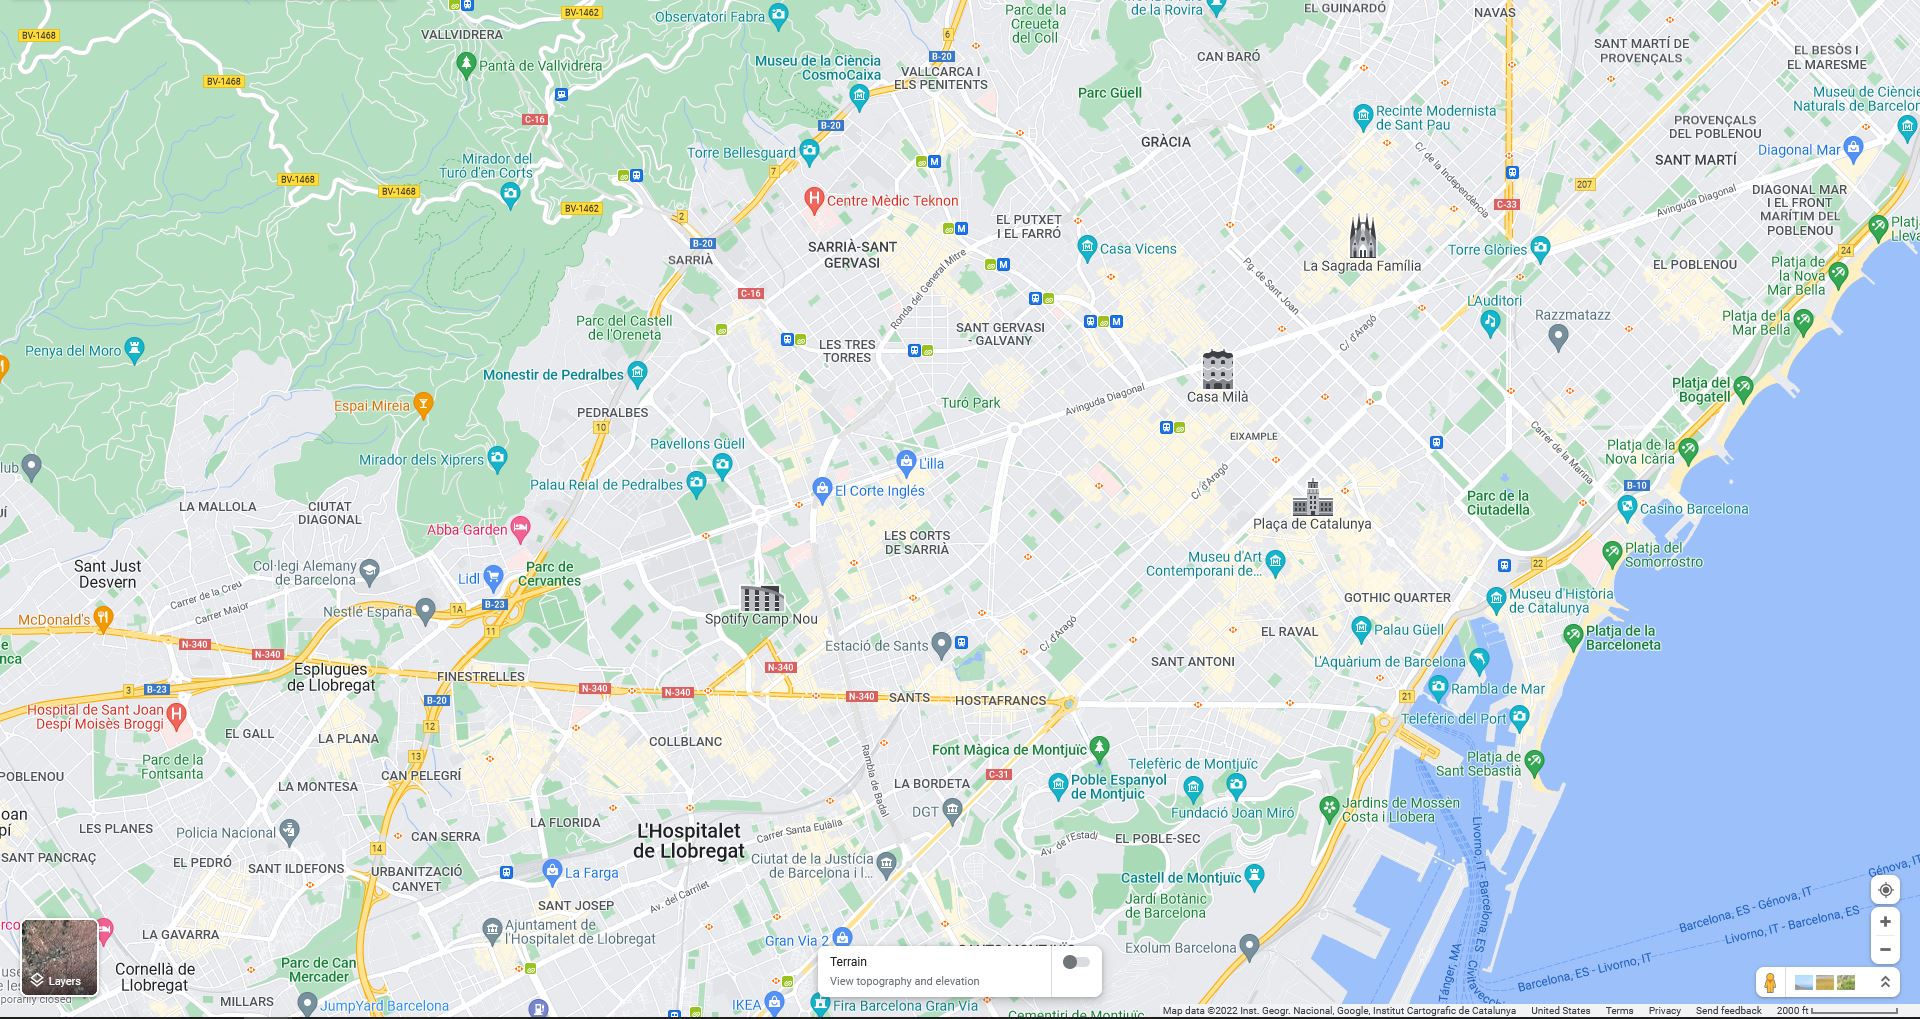 BV-1468
VALLVIDRERA
BV-1462
Observatori Fabra
6
Parc de la
Creueta
del Coll
de la Rovira
EL GUINARDÓ
NAVAS
SANT MARTÍ DE
PROVENÇALS
EL BESÒS I
EL MARESME
BV-1468
Pantà de Vallvidrera
Museu de la Ciència
CosmoCaixa
B-20
VALLCARCA I
ELS PENITENTS
CAN BARÓ
Parc Güell
Museu de Ciènci
Naturals de Barcelon
C-16
B-20
GRÀCIA
Recinte Modernista
de Sant Pau
PROVENÇALS
DEL POBLENOU
Diagonal Mar
SANT MARTÍ
Mirador del
Turó d'en Corts
Torre Bellesguard
7
M
C/ de la Independència
207
BV-1468
BV-1468
BV-1462
2
H
Centre Mèdic Teknon
EL PUTXET
I EL FARRÓ
C-33
Avinguda Diagonal
DIAGONAL MAR
I EL FRONT
MARÍTIM DEL
POBLENOU
Platj
Lleva
B-20
SARRIÀ
SARRIÀ-SANT
GERVASI
M
M
Casa Vicens
La Sagrada Família
Torre Glòries
24
EL POBLENOU
Platja de
la Nova
Mar Bella
C-16
Ronda del General Mitre
Pg. de Sant Joan
L'Auditori
Razzmatazz
Platja de la
Mar Bella
Parc del Castell
de l'Oreneta
LES TRES
TORRES
SANT GERVASI
- GALVANY
M
C/ d'Aragó
Penya del Moro
Monestir de Pedralbes
Casa Milà
Platja del
Bogatell
Espai Mireia
PEDRALBES
10
Turó Park
Avinguda Diagonal
EIXAMPLE
Carrer de la Marina
Platja de la
Nova Icària
lub
Mirador dels Xiprers
Pavellons Güell
L'Illa
C/ d'Aragó
Palau Reial de Pedralbes
El Corte Inglés
B-10
LA MALLOLA
CIUTAT
DIAGONAL
Plaça de Catalunya
Parc de la
Ciutadella
Casino Barcelona
Abba Garden
LES CORTS
DE SARRIÀ
Museu d'Art
Contemporani de...
Platja del
Somorrostro
22
Sant Just
Desvern
Col·legi Alemany
de Barcelona
Lidl
Parc de
Cervantes
Carrer de la Creu
Carrer Major
Nestlé España
1A
B-23
11
Spotify Camp Nou
GOTHIC QUARTER
Museu d'Història
de Catalunya
McDonald's
N-340
N-340
Estació de Sants
C/ d'Aragó
EL RAVAL
Palau Güell
Platja de la
Barceloneta
N-340
SANT ANTONI
L'Aquàrium de Barcelona
Esplugues
de Llobregat
FINESTRELLES
3
B-23
B-20
N-340
N-340
N-340
SANTS
HOSTAFRANCS
21
Rambla de Mar
Hospital de Sant Joan
Despí Moisès Broggi
H
12
Telefèric del Port
EL GALL
LA PLANA
COLLBLANC
Font Màgica de Montjuïc
Telefèric de Montjuïc
Platja de
Sant Sebastià
Parc de la
Fontsanta
13
POBLENOU
CAN PELEGRÍ
LA MONTESA
Rambla de Badal
LA BORDETA
C-31
Poble Espanyol
de Montjuic
Fundació Joan Miró
Jardins de Mossèn
Costa i Llobera
LES PLANES
Policia Nacional
CAN SERRA
LA FLORIDA
L'Hospitalet
de Llobregat
Carrer Santa Eulàlia
DGT
Av. de l'Estadi
EL POBLE-SEC
SANT PANCRAÇ
EL PEDRÓ
SANT ILDEFONS
14
URBANITZACIÓ
CANYET
La Farga
Ciutat de la Justícia
de Barcelona i l'...
Castell de Montjuïc
Jardí Botànic
de Barcelona
SANT JOSEP
Av. del Carrilet
LA GAVARRA
Ajuntament de
l'Hospitalet de Llobregat
Gran Via 2
Exolum Barcelona
Génova, IT
Barcelona, ES - Génova, IT
Livorno, IT - Barcelona, ES
Livorno, IT - Barcelona, ES
Barcelona, ES - Livorno, IT
Tánger, MA
Layers
Cornellà de
Llobregat
Parc de Can
Mercader
MILLARS
JumpYard Barcelona
IKEA
Fira Barcelona Gran Via
Terrain
View topography and elevation
Map data ©2022 Inst. Geogr. Nacional, Google, Institut Cartogràfic de Catalunya
United States
Terms
Privacy
Send feedback
2000 ft